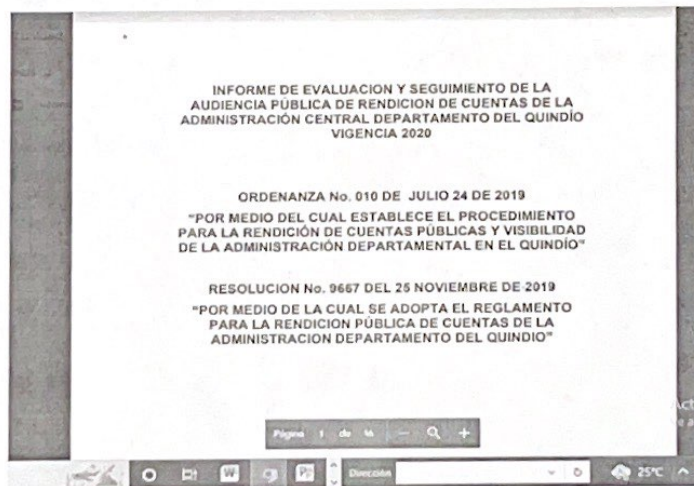 INFORME DE EVALUACION Y SEGUIMIENTO DE LA
AUDIENCIA PÚBLICA DE RENDICION DE CUENTAS DE LA
ADMINISTRACIÓN CENTRAL DEPARTAMENTO DEL QUINDÍO
VIGENCIA 2020
ORDENANZA No. 010 DE JULIO 24 DE 2019
"POR MEDIO DEL CUAL ESTABLECE EL PROCEDIMIENTO
PARA LA RENDICIÓN DE CUENTAS PÚBLICAS Y VISIBILIDAD
DE LA ADMINISTRACIÓN DEPARTAMENTAL EN EL QUINDÍO"
RESOLUCION No. 9667 DEL 25 NOVIEMBRE DE 2019
"POR MEDIO DE LA CUAL SE ADOPTA EL REGLAMENTO
PARA LA RENDICION PÚBLICA DE CUENTAS DE LA
ADMINISTRACION DEPARTAMENTO DEL QUINDIO"
Página 1 de
Dirección 25°C